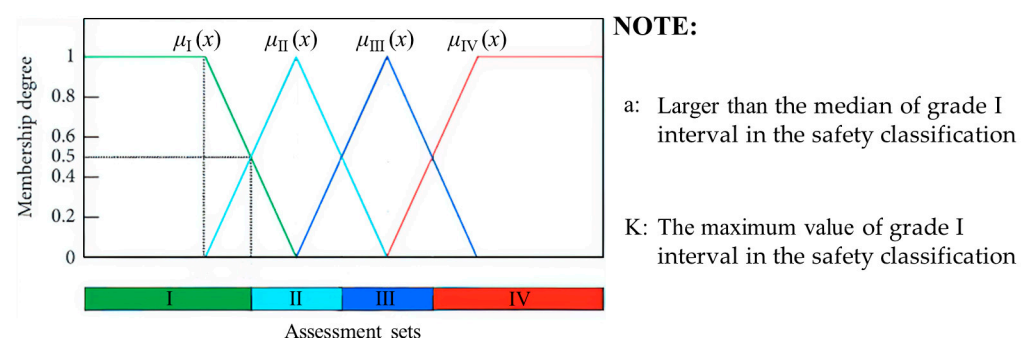 NOTE:
μI (x) μII (x) μIII (x) μIV (x)
Membership degree
1
0.8
0.6
0.5
0.4
0.2
0
I II III IV
Assessment sets
a: Larger than the median of grade I
interval in the safety classification
K: The maximum value of grade I
interval in the safety classification